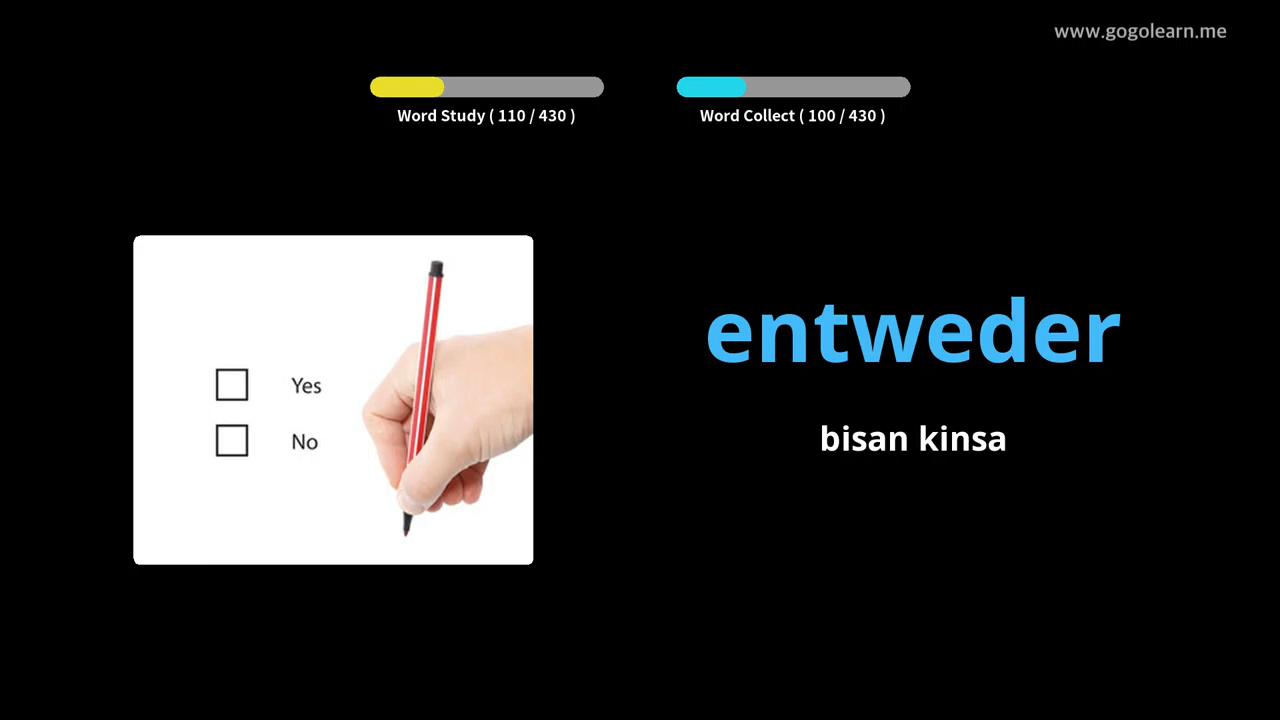 www.gogolearn.me
Word Study ( 110 / 430 )
Word Collect ( 100 / 430 )
Yes
No
entweder
bisan kinsa